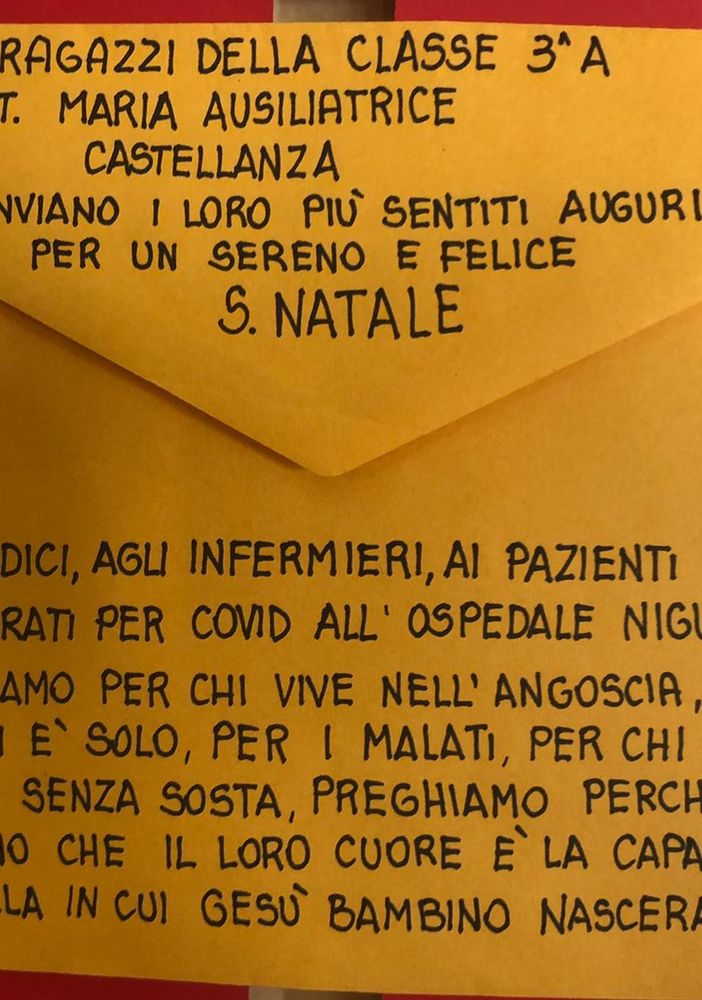 RAGAZZI DELLA CLASSE 3ª A
T. MARIA AUSILIATRICE
CASTELLANZA
NVIANO I LORO PIÙ SENTITI AUGURI
PER UN SERENO E FELICE
S. NATALE
DICI, AGLI INFERMIERI, AI PAZIENTI
RATI PER COVID ALL' OSPEDALE NIGU
AMO PER CHI VIVE NELL' ANGOSCIA,
I È SOLO, PER I MALATI, PER CHI
SENZA SOSTA, PREGHIAMO PERCH
NO CHE IL LORO CUORE È LA CAPA
LLA IN CUI GESÙ BAMBINO NASCERA